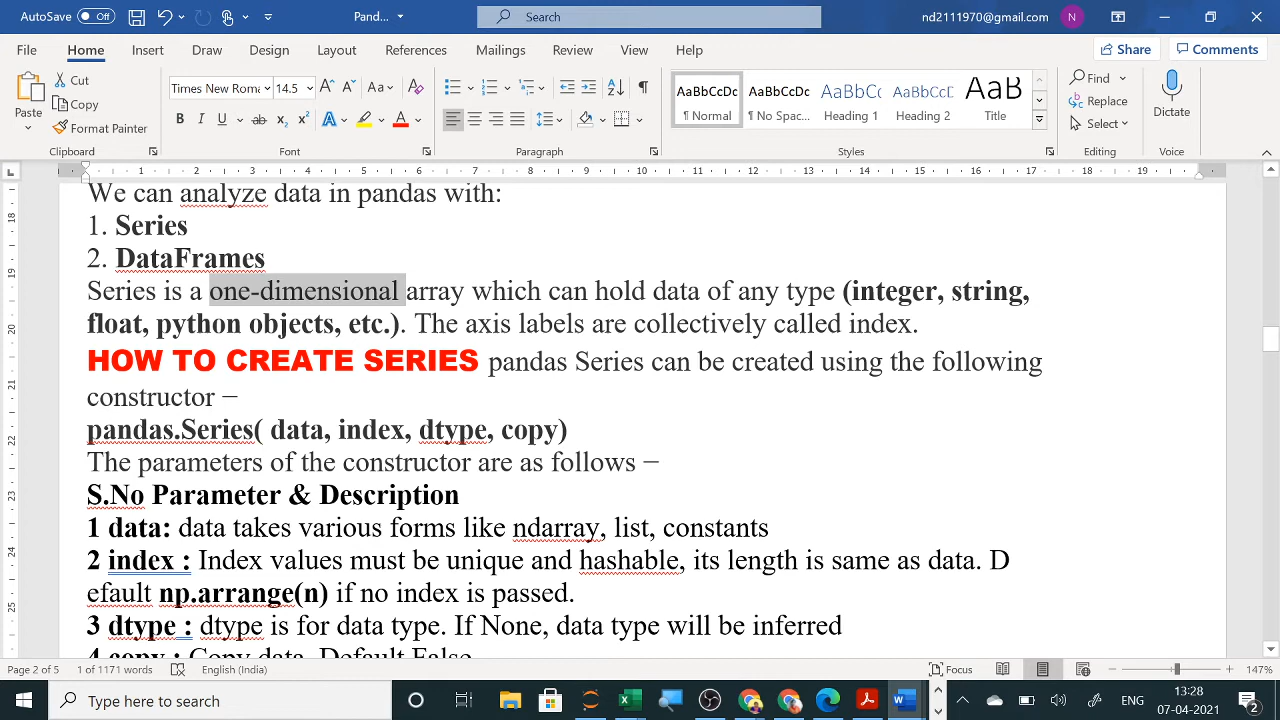 AutoSave Off Pand... Search nd2111970@gmail.com N
File Home Insert Draw Design Layout References Mailings Review View Help Share Comments
Paste Cut Copy Format Painter Clipboard
Times New Roma 14.5 Font
Paragraph
AaBbCcDc ¶ Normal AaBbCcDc ¶ No Spac... AaBbCc Heading 1 AaBbCcD Heading 2 AaB Title Styles
Find Replace Select Editing
Dictate Voice
We can analyze data in pandas with:
1. Series
2. DataFrames
Series is a one-dimensional array which can hold data of any type (integer, string,
float, python objects, etc.). The axis labels are collectively called index.
HOW TO CREATE SERIES pandas Series can be created using the following
constructor −
pandas.Series( data, index, dtype, copy)
The parameters of the constructor are as follows −
S.No Parameter & Description
1 data: data takes various forms like ndarray, list, constants
2 index : Index values must be unique and hashable, its length is same as data. D
efault np.arrange(n) if no index is passed.
3 dtype : dtype is for data type. If None, data type will be inferred
4 copy : Copy data. Default False
Page 2 of 5 1 of 1171 words English (India) Focus 147%
Type here to search ENG 13:28 07-04-2021 2